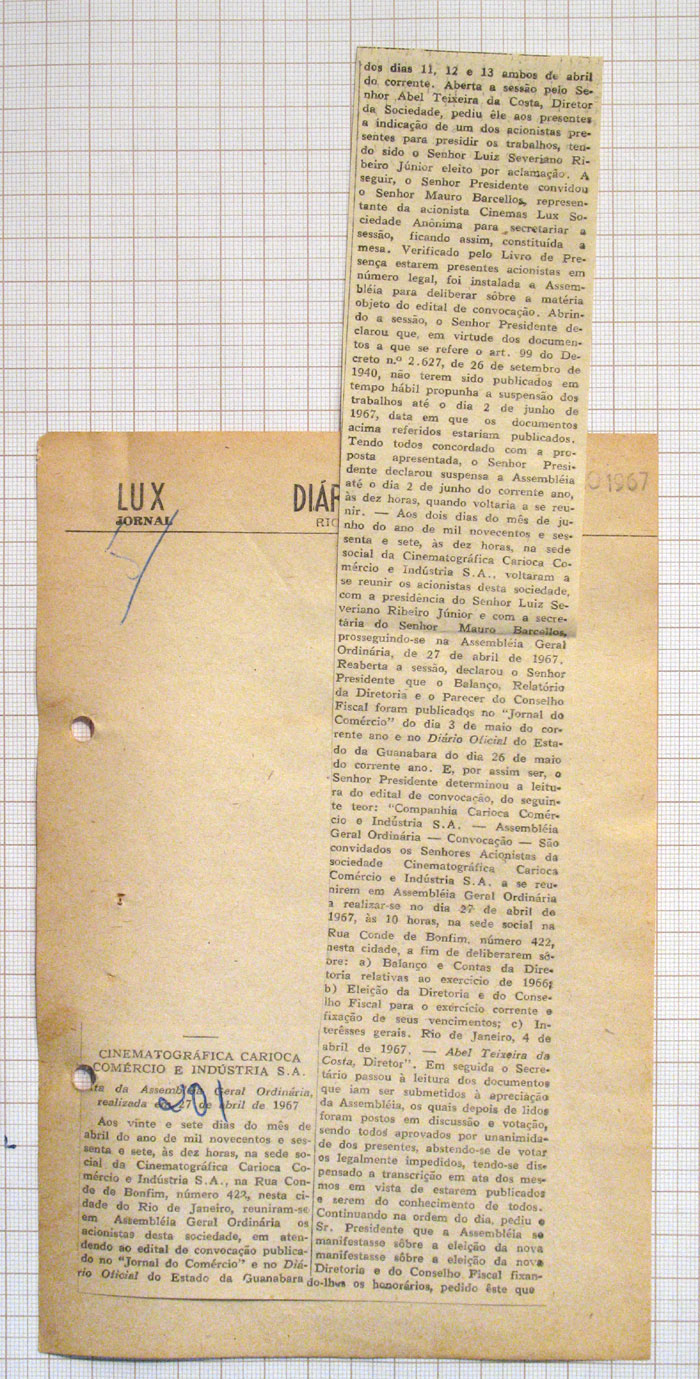 LUX
JORNAL
DIÁR
RIO
O 1967
5
CINEMATOGRÁFICA CARIOCA
COMÉRCIO E INDÚSTRIA S.A.
ta da Assembléia Geral Ordinária,
realizada em 27 de abril de 1967
201
Aos vinte e sete dias do mês de
abril do ano de mil novecentos e ses-
senta e sete, às dez horas, na sede so-
cial da Cinematográfica Carioca Co-
mércio e Indústria S.A., na Rua Con-
de de Bonfim, número 422, nesta ci-
dade do Rio de Janeiro, reuniram-se
em Assembléia Geral Ordinária os
acionistas desta sociedade, em aten-
dendo ao edital de convocação publica-
do no "Jornal do Comércio" e no Diá-
rio Oficial do Estado da Guanabara
dos dias 11, 12 e 13 ambos de abril
do corrente. Aberta a sessão pelo Se-
nhor Abel Teixeira da Costa, Diretor
da Sociedade, pediu êle aos presentes
a indicação de um dos acionistas pre-
sentes para presidir os trabalhos, ten-
do sido o Senhor Luiz Severiano Ri-
beiro Júnior eleito por aclamação. A
seguir, o Senhor Presidente convidou
o Senhor Mauro Barcellos, represen-
tante da acionista Cinemas Lux So-
ciedade Anônima para secretariar a
sessão, ficando assim, constituída a
mesa. Verificado pelo Livro de Pre-
sença estarem presentes acionistas em
número legal, foi instalada a Assem-
bléia para deliberar sôbre a matéria
objeto do edital de convocação. Abrin-
do a sessão, o Senhor Presidente de-
clarou que, em virtude dos documen-
tos a que se refere o art. 99 do De-
creto n.º 2.627, de 26 de setembro de
1940, não terem sido publicados em
tempo hábil propunha a suspensão dos
trabalhos até o dia 2 de junho de
1967, data em que os documentos
acima referidos estariam publicados.
Tendo todos concordado com a pro-
posta apresentada, o Senhor Presi-
dente declarou suspensa a Assembléia
até o dia 2 de junho do corrente ano,
às dez horas, quando voltaria a se reu-
nir. — Aos dois dias do mês de ju-
nho do ano de mil novecentos e ses-
senta e sete, às dez horas, na sede
social da Cinematográfica Carioca Co-
mércio e Indústria S.A., voltaram a
se reunir os acionistas desta sociedade,
com a presidência do Senhor Luiz Se-
veriano Ribeiro Júnior e com a secre-
tária do Senhor Mauro Barcellos,
prosseguindo-se na Assembléia Geral
Ordinária, de 27 de abril de 1967.
Reaberta a sessão, declarou o Senhor
Presidente que o Balanço, Relatório
da Diretoria e o Parecer do Conselho
Fiscal foram publicados no "Jornal do
Comércio" do dia 3 de maio do cor-
rente ano e no Diário Oficial do Esta-
do da Guanabara do dia 26 de maio
do corrente ano. E, por assim ser, o
Senhor Presidente determinou a leitu-
ra do edital de convocação, do seguin-
te teor: "Companhia Carioca Comér-
cio e Indústria S.A. — Assembléia
Geral Ordinária — Convocação — São
convidados os Senhores Acionistas da
sociedade Cinematográfica Carioca
Comércio e Indústria S.A. a se reu-
nirem em Assembléia Geral Ordinária
a realizar-se no dia 27 de abril de
1967, às 10 horas, na sede social na
Rua Conde de Bonfim, número 422,
nesta cidade, a fim de deliberarem sô-
bre: a) Balanço e Contas da Dire-
toria relativas ao exercício de 1966;
b) Eleição da Diretoria e do Conse-
lho Fiscal para o exercício corrente e
fixação de seus vencimentos; c) In-
terêsses gerais. Rio de Janeiro, 4 de
abril de 1967. — Abel Teixeira da
Costa, Diretor". Em seguida o Secre-
tário passou à leitura dos documentos
que iam ser submetidos à apreciação
da Assembléia, os quais depois de lidos
foram postos em discussão e votação,
sendo todos aprovados por unanimida-
de dos presentes, abstendo-se de votar
os legalmente impedidos, tendo-se dis-
pensado a transcrição em ata dos mes-
mos em vista de estarem publicados
e serem do conhecimento de todos.
Continuando na ordem do dia, pediu e
Sr. Presidente que a Assembléia se
manifestasse sôbre a eleição da nova
manifestasse sôbre a eleição da nova
Diretoria e do Conselho Fiscal fixan-
do-lhes os honorários, pedido êste que